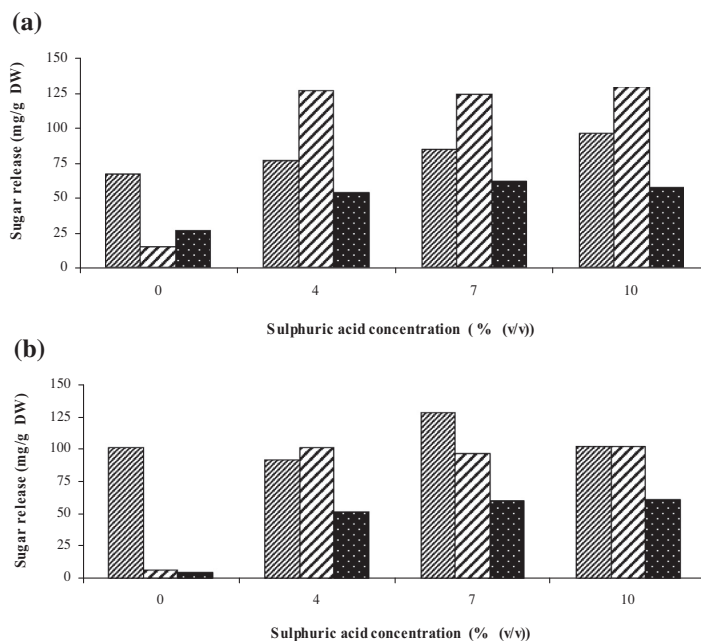 (a)
150
125
100
75
50
25
0
Sugar release (mg/g DW)
0 4 7 10
Sulphuric acid concentration ( % (v/v))
(b)
150
125
100
75
50
25
0
Sugar release (mg/g DW)
0 4 7 10
Sulphuric acid concentration (% (v/v))